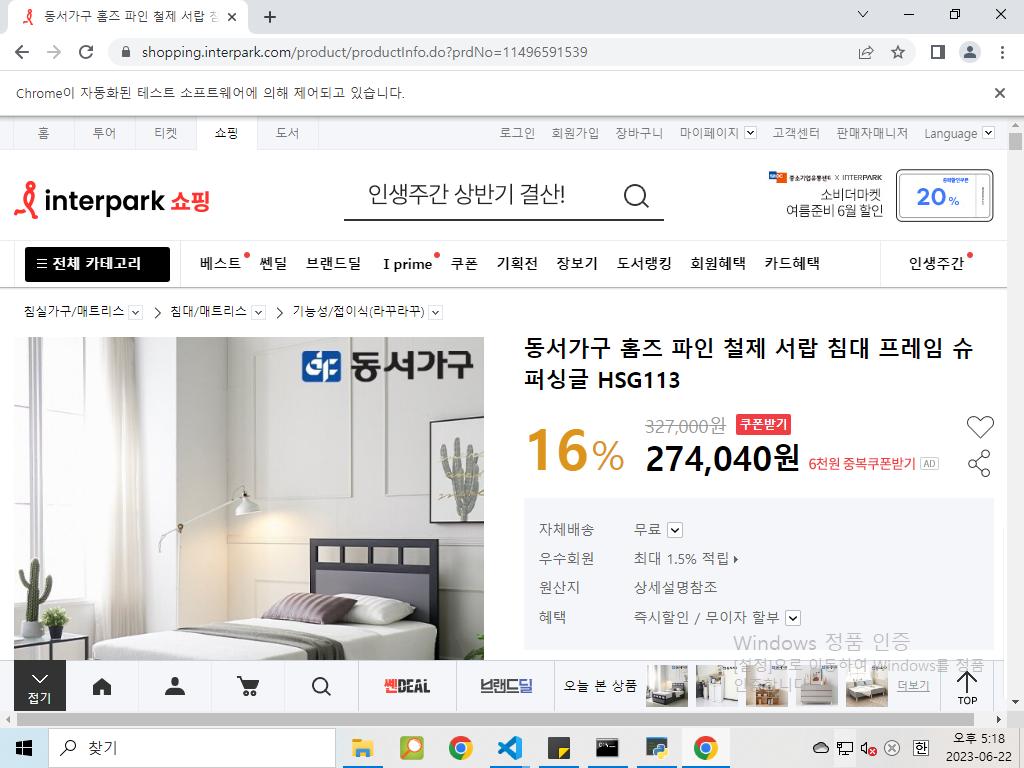 동서가구 홈즈 파인 철제 서랍 침
shopping.interpark.com/product/productInfo.do?prdNo=11496591539
Chrome이 자동화된 테스트 소프트웨어에 의해 제어되고 있습니다.
홈 투어 티켓 쇼핑 도서 로그인 회원가입 장바구니 마이페이지 고객센터 판매자매니저 Language
interpark 쇼핑 인생주간 상반기 결산!
중소기업유통센터 X INTERPARK
소비더마켓
여름준비 6월 할인
중복할인쿠폰
20%
전체 카테고리 베스트 쎈딜 브랜드딜 I prime 쿠폰 기획전 장보기 도서랭킹 회원혜택 카드혜택 인생주간
침실가구/매트리스 침대/매트리스 기능성/접이식(라꾸라꾸)
동서가구
동서가구 홈즈 파인 철제 서랍 침대 프레임 슈
퍼싱글 HSG113
16% 327,000원 쿠폰받기
274,040원 6천원 중복쿠폰받기 AD
자체배송 무료
우수회원 최대 1.5% 적립
원산지 상세설명참조
혜택 즉시할인 / 무이자 할부
Windows 정품 인증
[설정]으로 이동하여 Windows를 정품
인증합니다.
접기 쎈DEAL 브랜드딜 오늘 본 상품 더보기 TOP
찾기
한
오후 5:18
2023-06-22